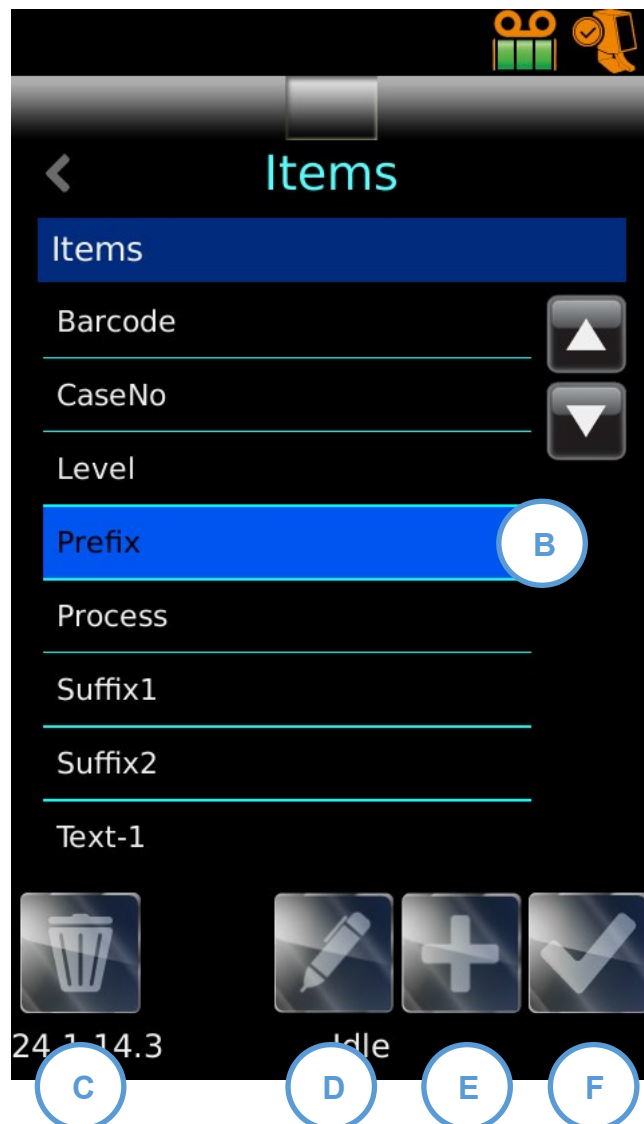 Items
Items
Barcode
CaseNo
Level
Prefix
B
Process
Suffix1
Suffix2
Text-1
24.1.14.3
Idle
C
D
E
F